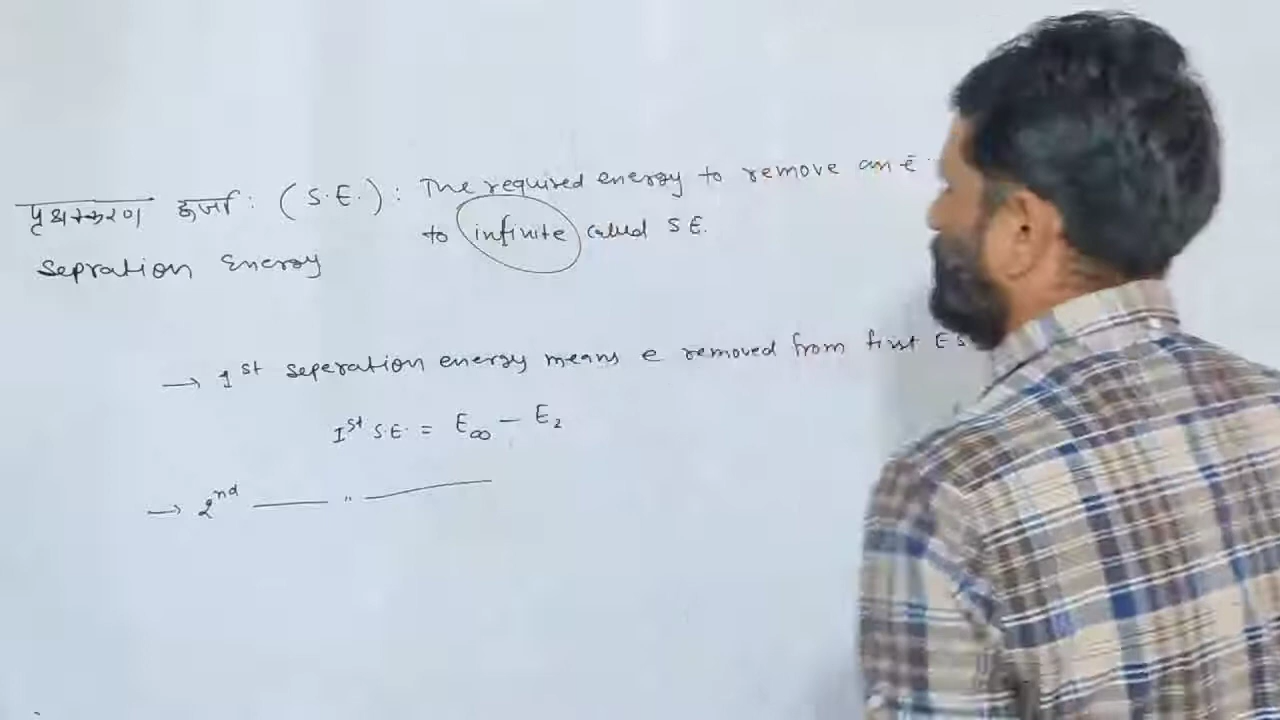 पृथक्करण ऊर्जा : (S.E.) : The required energy to remove an e⁻
to infinite called S E.
Sepration Energy
→ 1st seperation energy means e removed from first ES
Ist S.E. = E∞ − E2
→ 2nd —— " ——